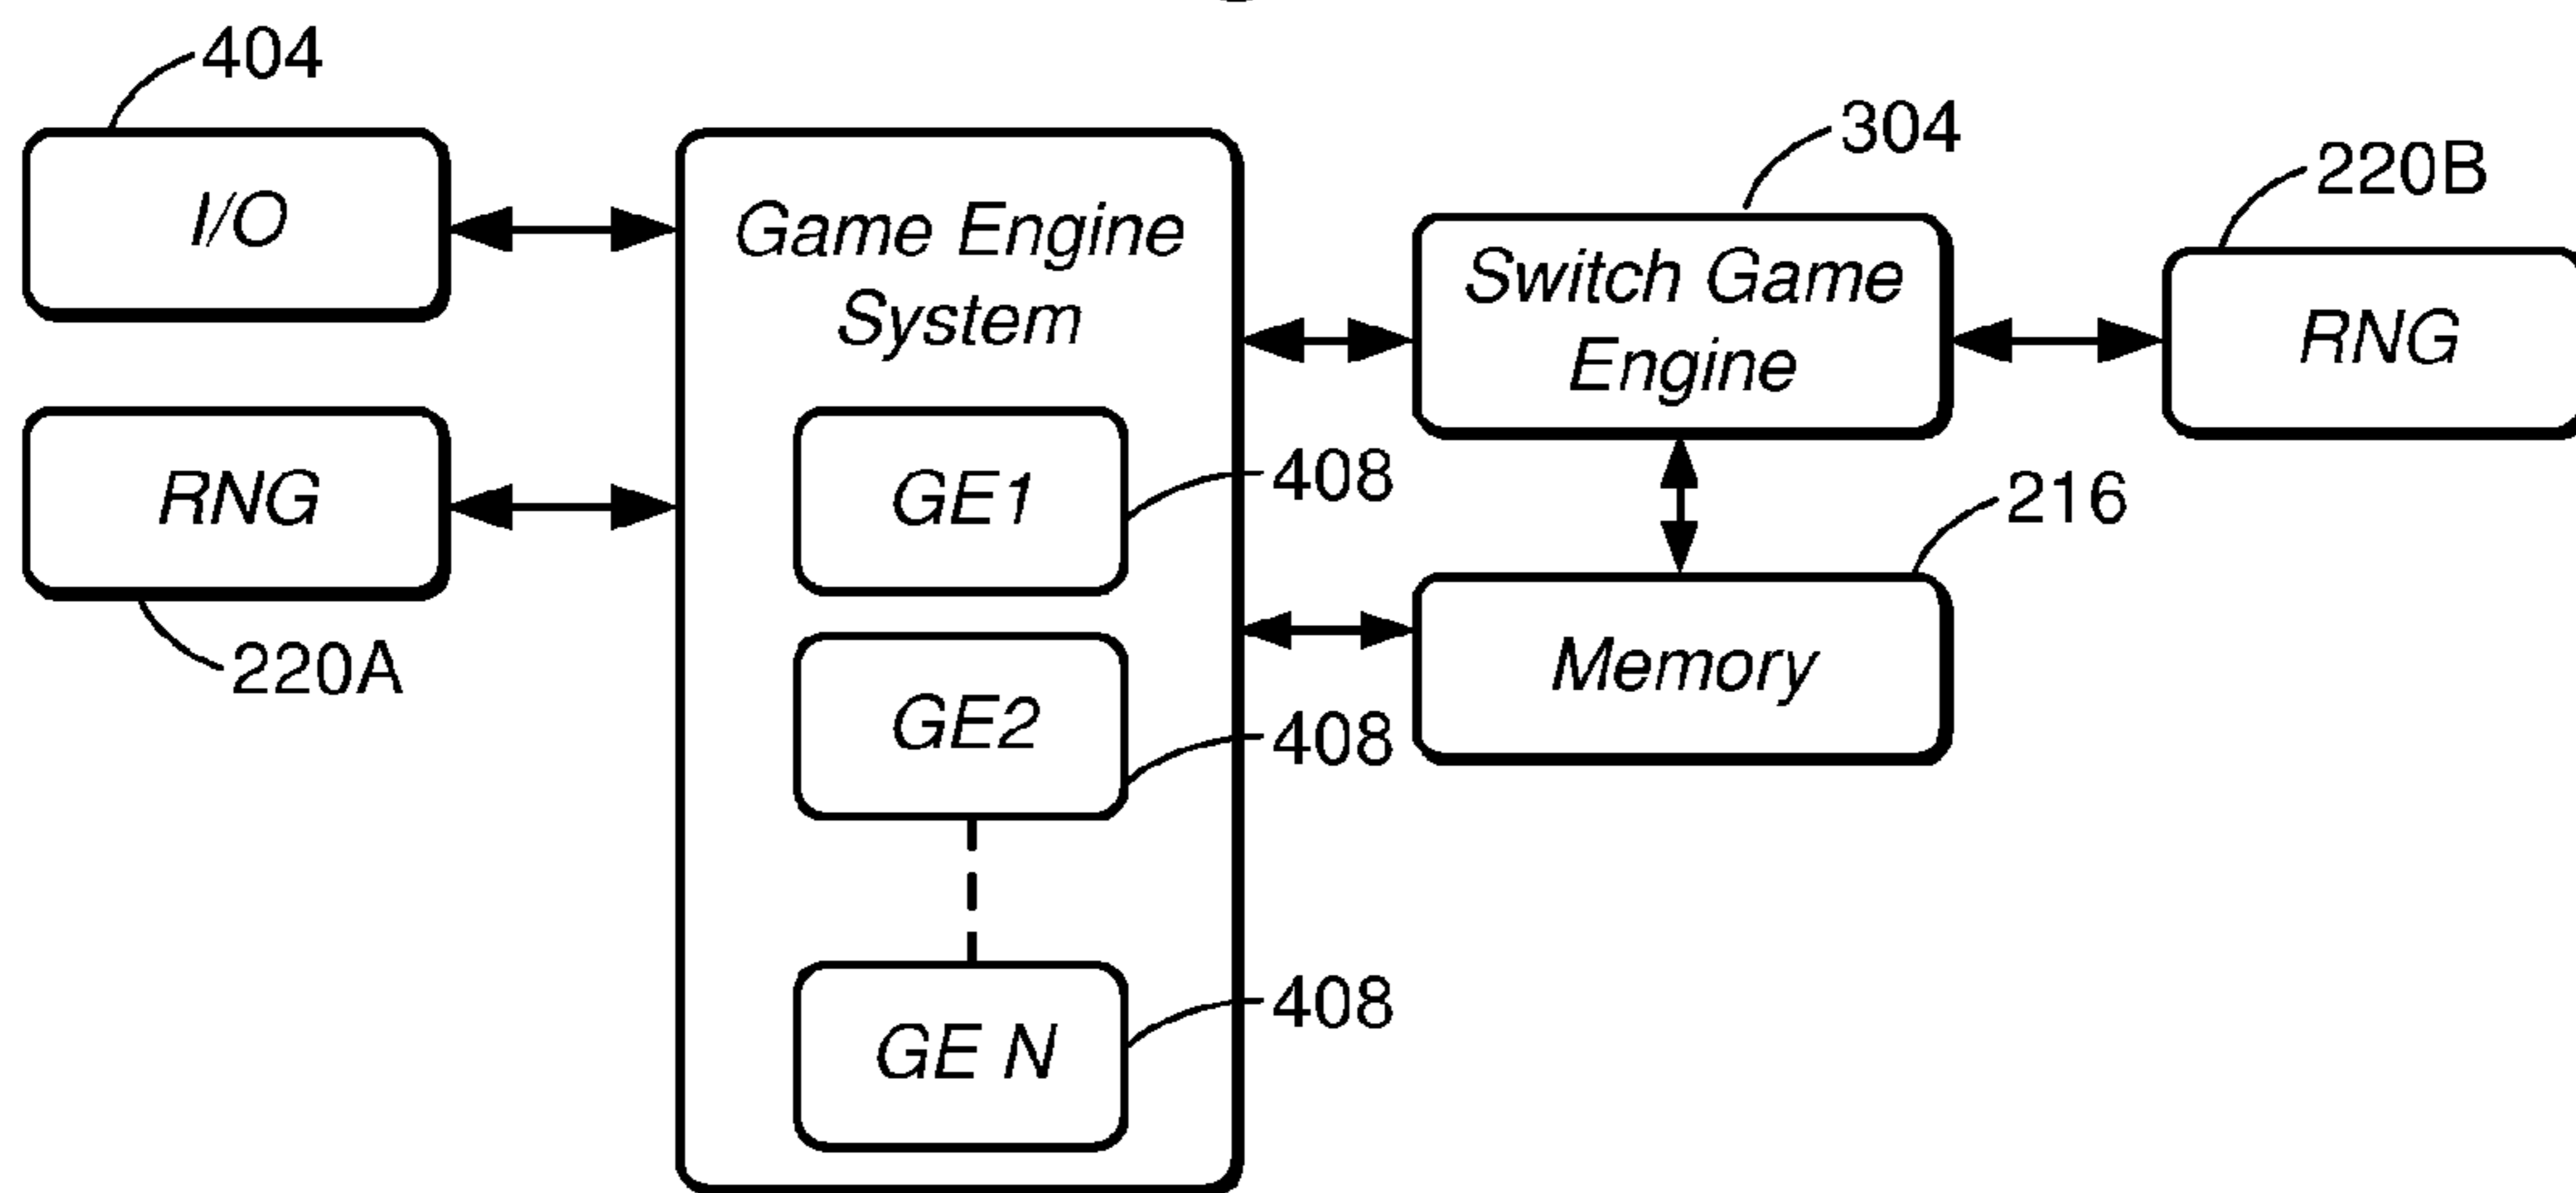 404
I/O
RNG
220A
Game Engine
System
GE1
408
GE2
408
GE N
408
304
Switch Game
Engine
220B
RNG
216
Memory